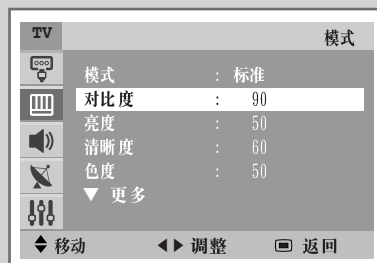 TV 模式
模式 : 标准
对比度 : 90
亮度 : 50
清晰度 : 60
色度 : 50
▼ 更多
移动 调整 返回